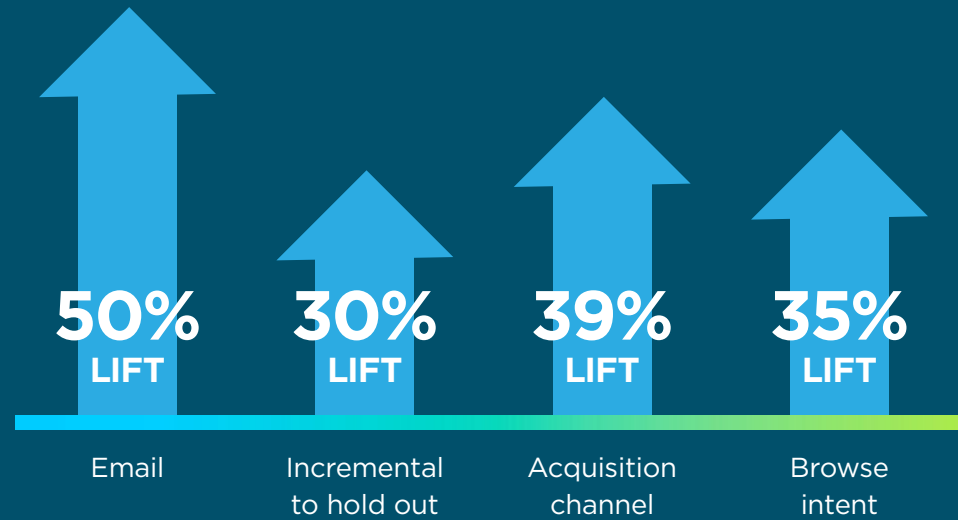 50%
LIFT
30%
LIFT
39%
LIFT
35%
LIFT
Email
Incremental
to hold out
Acquisition
channel
Browse
intent